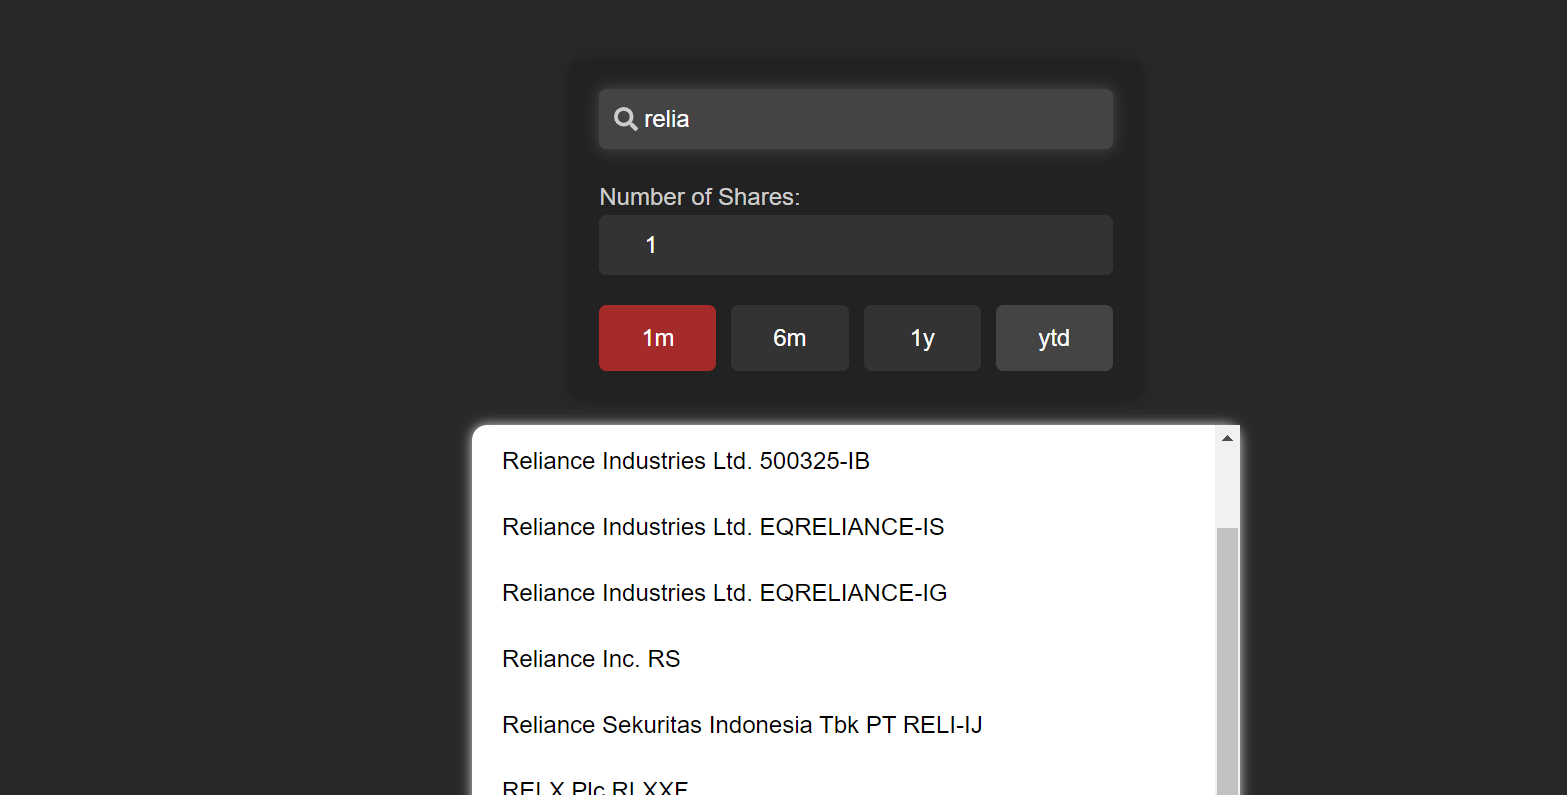 relia
Number of Shares:
1
1m 6m 1y ytd
Reliance Industries Ltd. 500325-IB
Reliance Industries Ltd. EQRELIANCE-IS
Reliance Industries Ltd. EQRELIANCE-IG
Reliance Inc. RS
Reliance Sekuritas Indonesia Tbk PT RELI-IJ
RELX Plc RLXXF